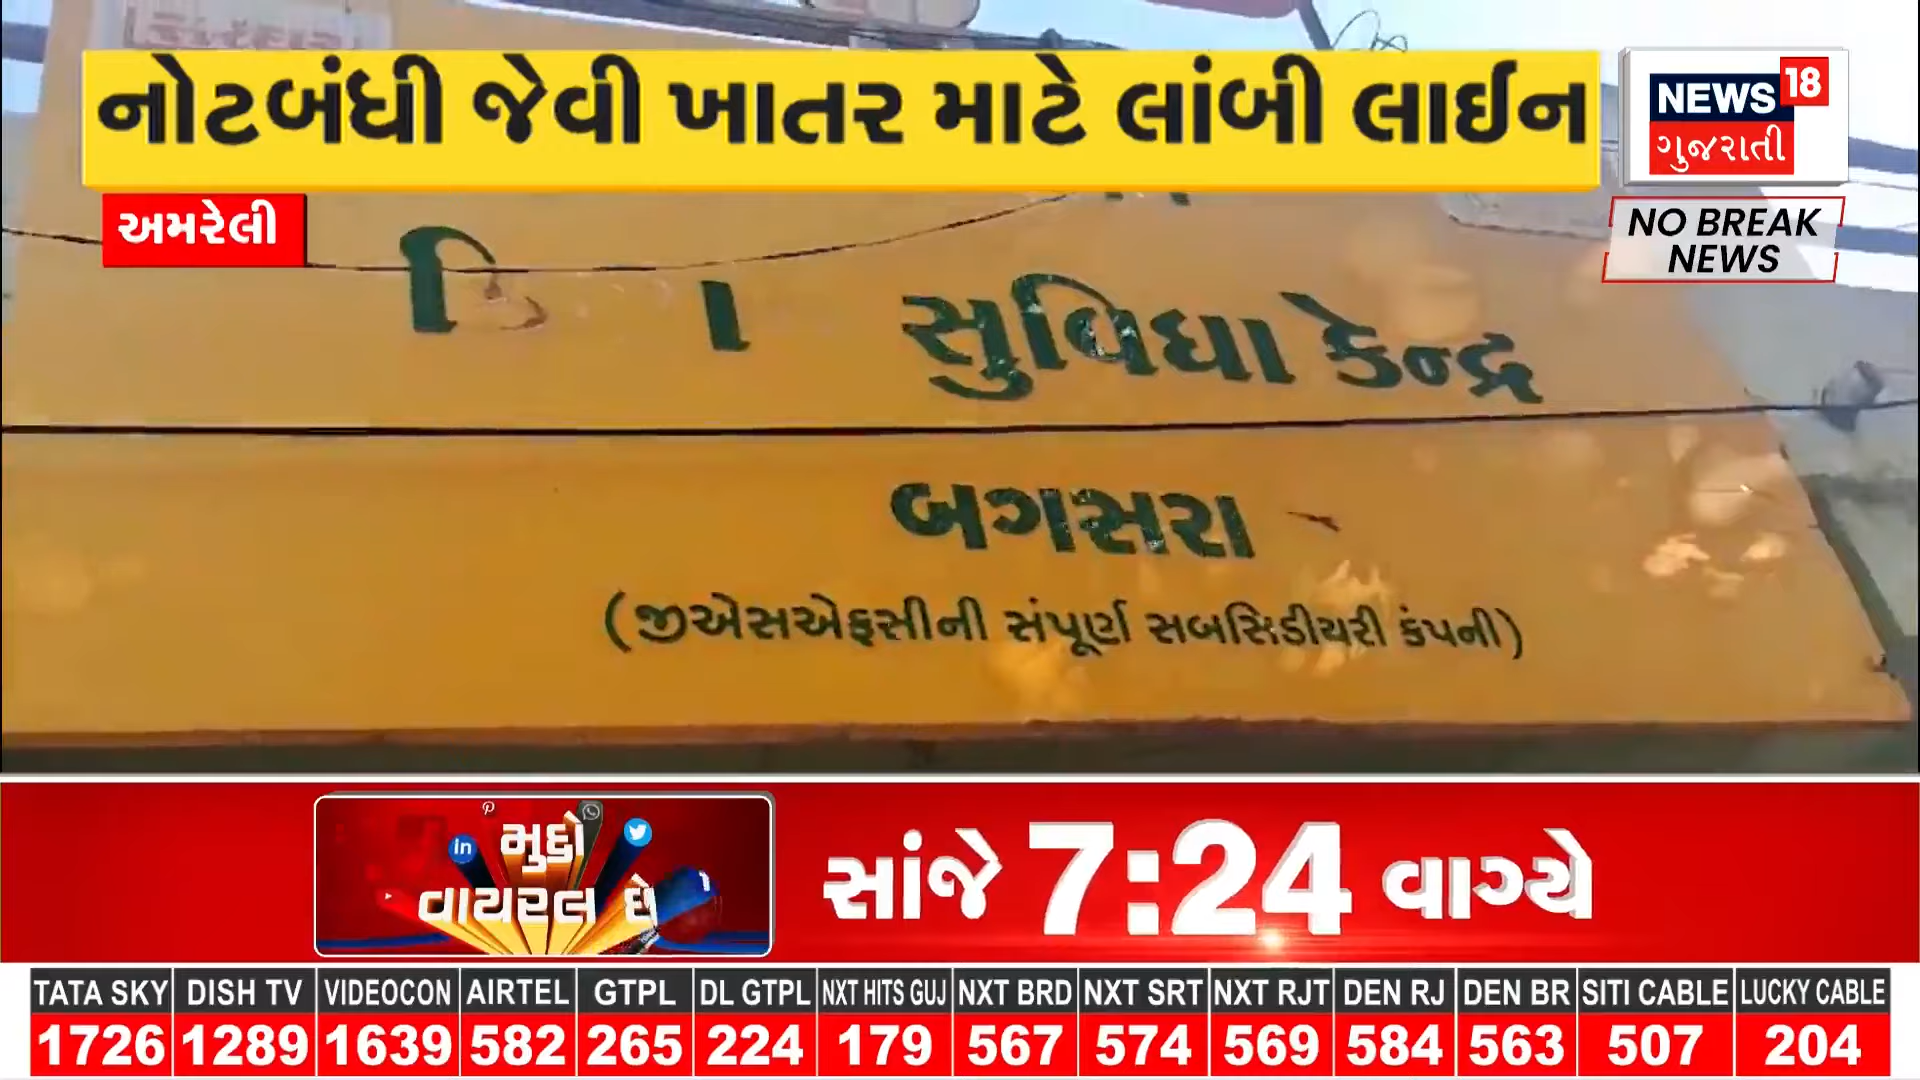 નોટબંધી જેવી ખાતર માટે લાંબી લાઈન
NEWS 18
ગુજરાતી
અમરેલી
NO BREAK
NEWS
સુવિધા કેન્દ્ર
બગસરા
(જીએસએફસીની સંપૂર્ણ સબસિડીયરી કંપની)
મુદ્દો
વાયરલ છે
સાંજે 7:24 વાગ્યે
TATA SKY DISH TV VIDEOCON AIRTEL GTPL DL GTPL NXT HITS GUJ NXT BRD NXT SRT NXT RJT DEN RJ DEN BR SITI CABLE LUCKY CABLE
1726 1289 1639 582 265 224 179 567 574 569 584 563 507 204